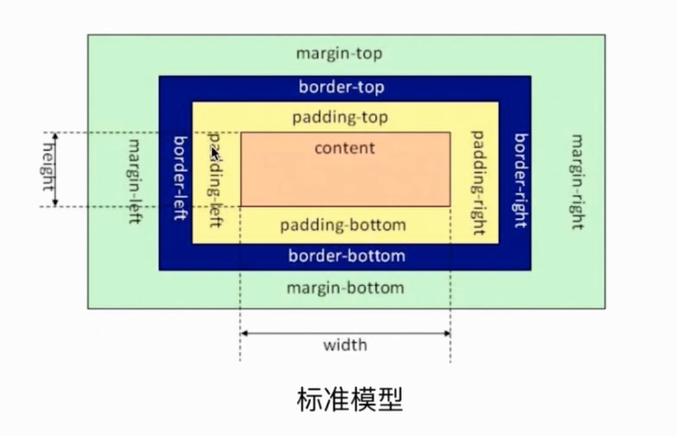 margin-top
border-top
padding-top
content
height
margin-left
border-left
padding-left
padding-right
border-right
margin-right
padding-bottom
border-bottom
margin-bottom
width
标准模型